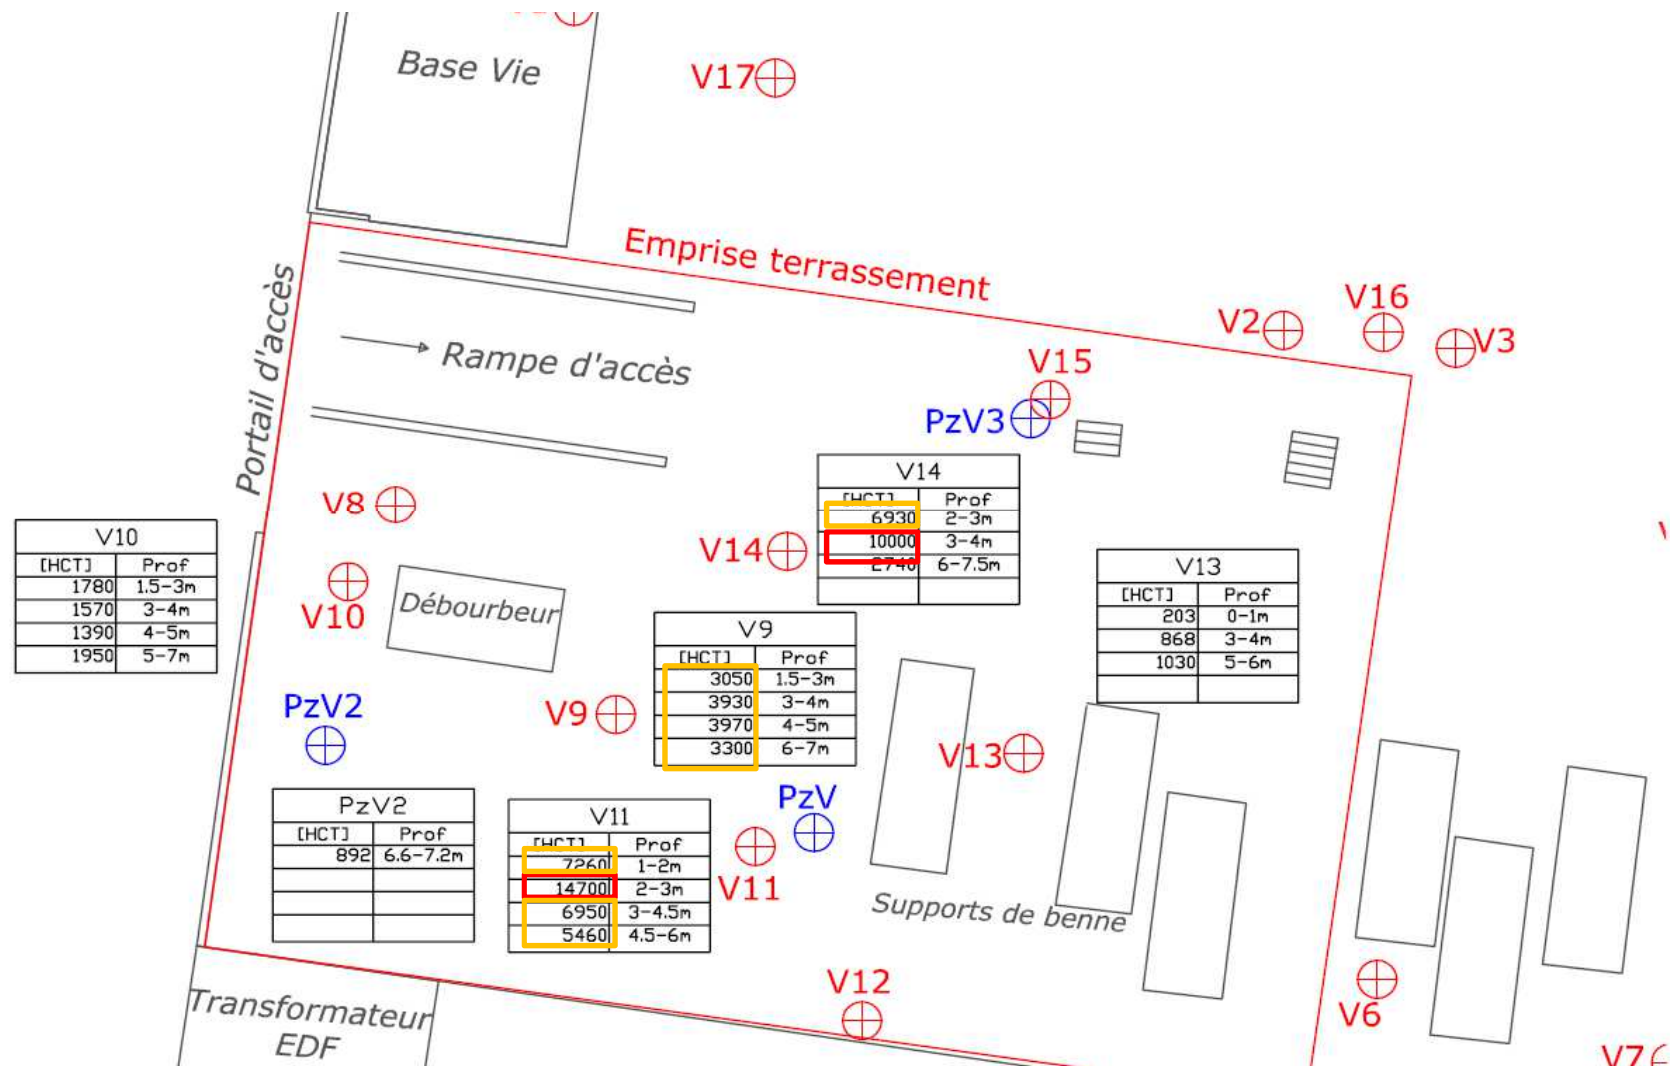 Base Vie
V17
Emprise terrassement
Portail d'accès
Rampe d'accès
V2
V16
V3
V15
PzV3
V8
V14
V14
[HCT] Prof
6930 2-3m
10000 3-4m
2740 6-7.5m
V10
[HCT] Prof
1780 1.5-3m
1570 3-4m
1390 4-5m
1950 5-7m
V10
Débourbeur
V13
[HCT] Prof
203 0-1m
868 3-4m
1030 5-6m
V9
V9
[HCT] Prof
3050 1.5-3m
3930 3-4m
3970 4-5m
3300 6-7m
PzV2
V13
PzV
PzV2
[HCT] Prof
892 6.6-7.2m
V11
[HCT] Prof
7260 1-2m
14700 2-3m
6950 3-4.5m
5460 4.5-6m
V11
Supports de benne
V12
V6
Transformateur
EDF
V7